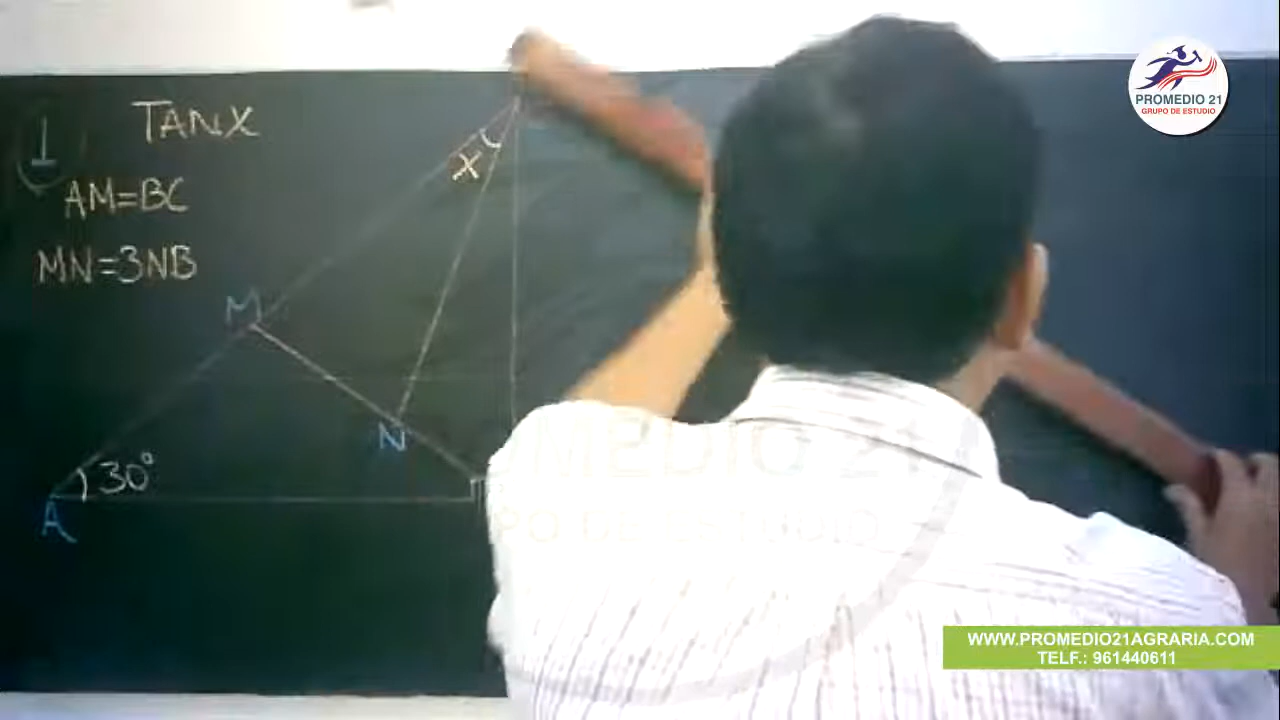 1
TANX
AM=BC
MN=3NB
X
M
N
30°
A
PROMEDIO 21
GRUPO DE ESTUDIO
WWW.PROMEDIO21AGRARIA.COM
TELF.: 961440611